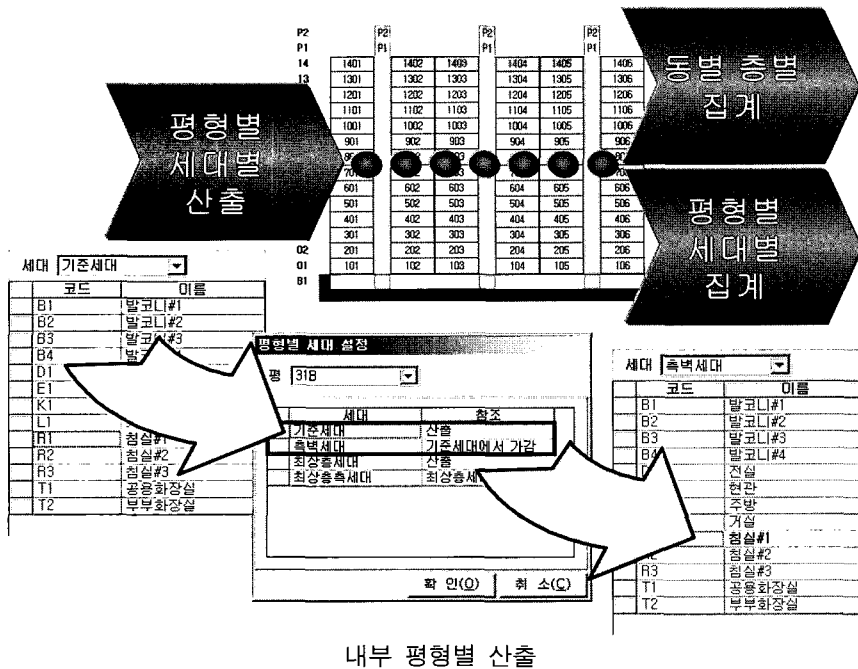 P2 P2 P2 P2
P1 P1 P1 P1
14 1401 1402 1403 1404 1405 1406
13 1301 1302 1303 1304 1305 1306
1201 1202 1203 1204 1205 1206
1101 1102 1103 1104 1105 1106
1001 1002 1003 1004 1005 1006
901 902 903 904 905 906
601 602 603 604 605 606
501 502 503 504 505 506
401 402 403 404 405 406
301 302 303 304 305 306
02 201 202 203 204 205 206
01 101 102 103 104 105 106
B1
평형별
세대별
산출
동별 층별
집계
평형별
세대별
집계
세대 기준세대
코드 이름
B1 발코니#1
B2 발코니#2
B3 발코니#3
B4
D1
E1
K1
L1
R1 침실#1
R2 침실#2
R3 침실#3
T1 공용화장실
T2 부부화장실
평형별 세대 설정
평 31B
세대 참조
기준세대 산출
측벽세대 기준세대에서 가감
최상층세대 산출
최상층측세대
확 인(O) 취 소(C)
세대 측벽세대
코드 이름
B1 발코니#1
B2 발코니#2
B3 발코니#3
B4 발코니#4
전실
현관
주방
거실
침실#1
침실#2
R3 침실#3
T1 공용화장실
T2 부부화장실
내부 평형별 산출